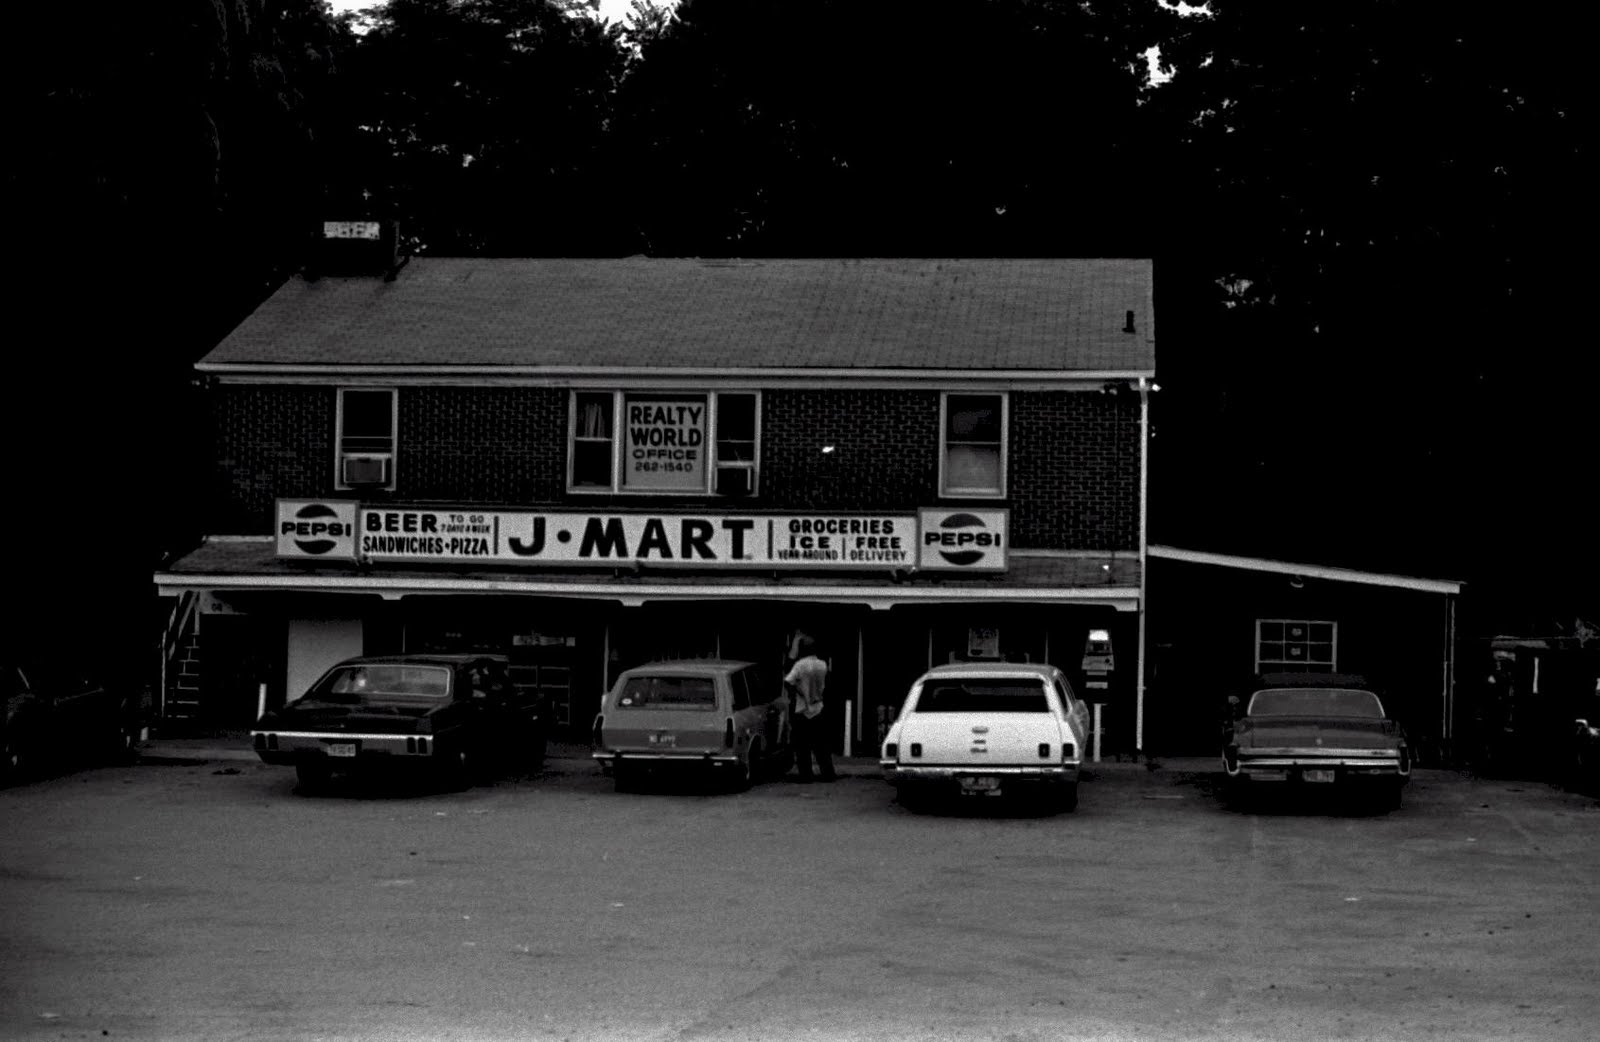 REALTY
WORLD
OFFICE
262-1540
PEPSI
BEER TO GO
7 DAYS A WEEK
SANDWICHES • PIZZA
J • MART
GROCERIES
ICE
YEAR-AROUND
FREE
DELIVERY
PEPSI